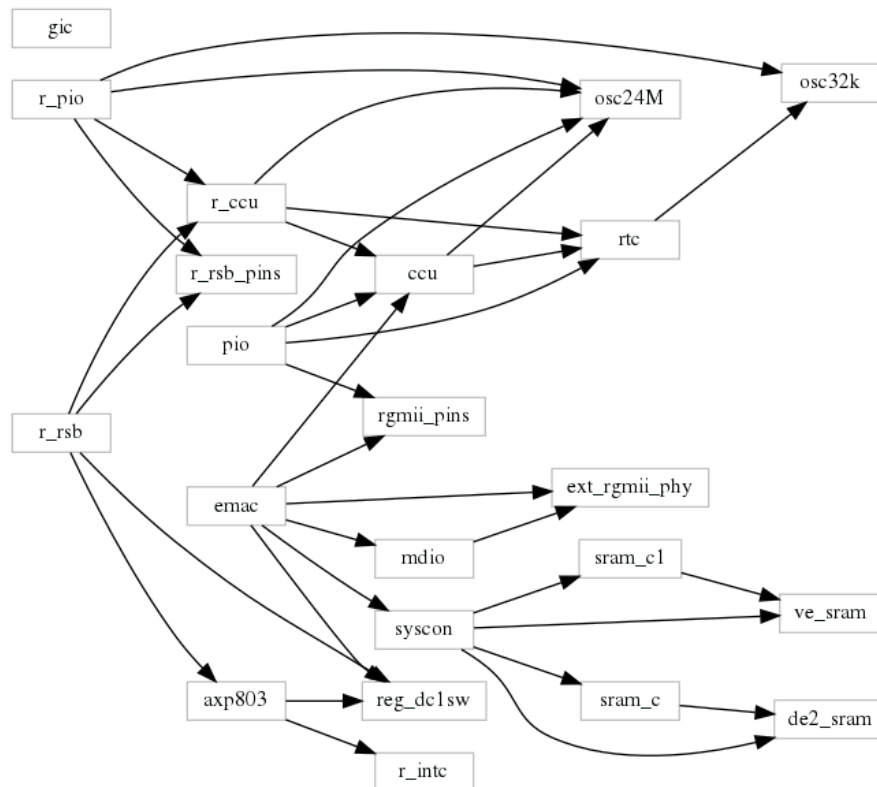 gic
r_pio
osc24M
osc32k
r_ccu
rtc
r_rsb_pins
ccu
pio
rgmii_pins
r_rsb
emac
ext_rgmii_phy
mdio
sram_c1
ve_sram
syscon
axp803
reg_dc1sw
sram_c
de2_sram
r_intc